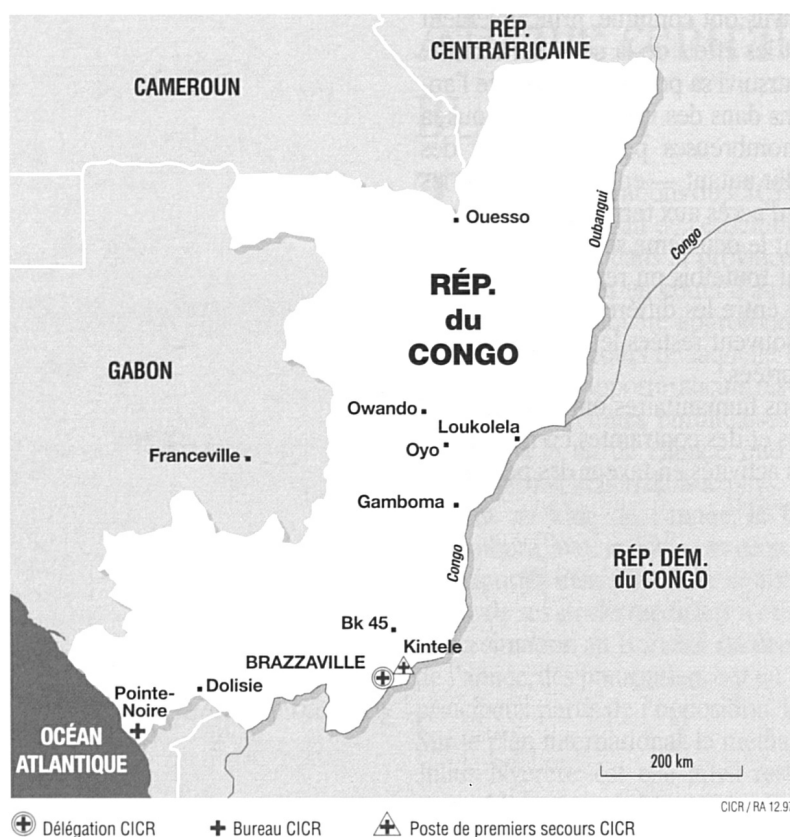 RÉP.
CENTRAFRICAINE
CAMEROUN
Ouesso
Oubangui
Congo
RÉP.
du
CONGO
GABON
Owando
Loukolela
Oyo
Franceville
Gamboma
Congo
RÉP. DÉM.
du CONGO
Bk 45
Kintele
BRAZZAVILLE
Dolisie
Pointe-
Noire
OCÉAN
ATLANTIQUE
200 km
CICR / RA 12.97
Délégation CICR
Bureau CICR
Poste de premiers secours CICR